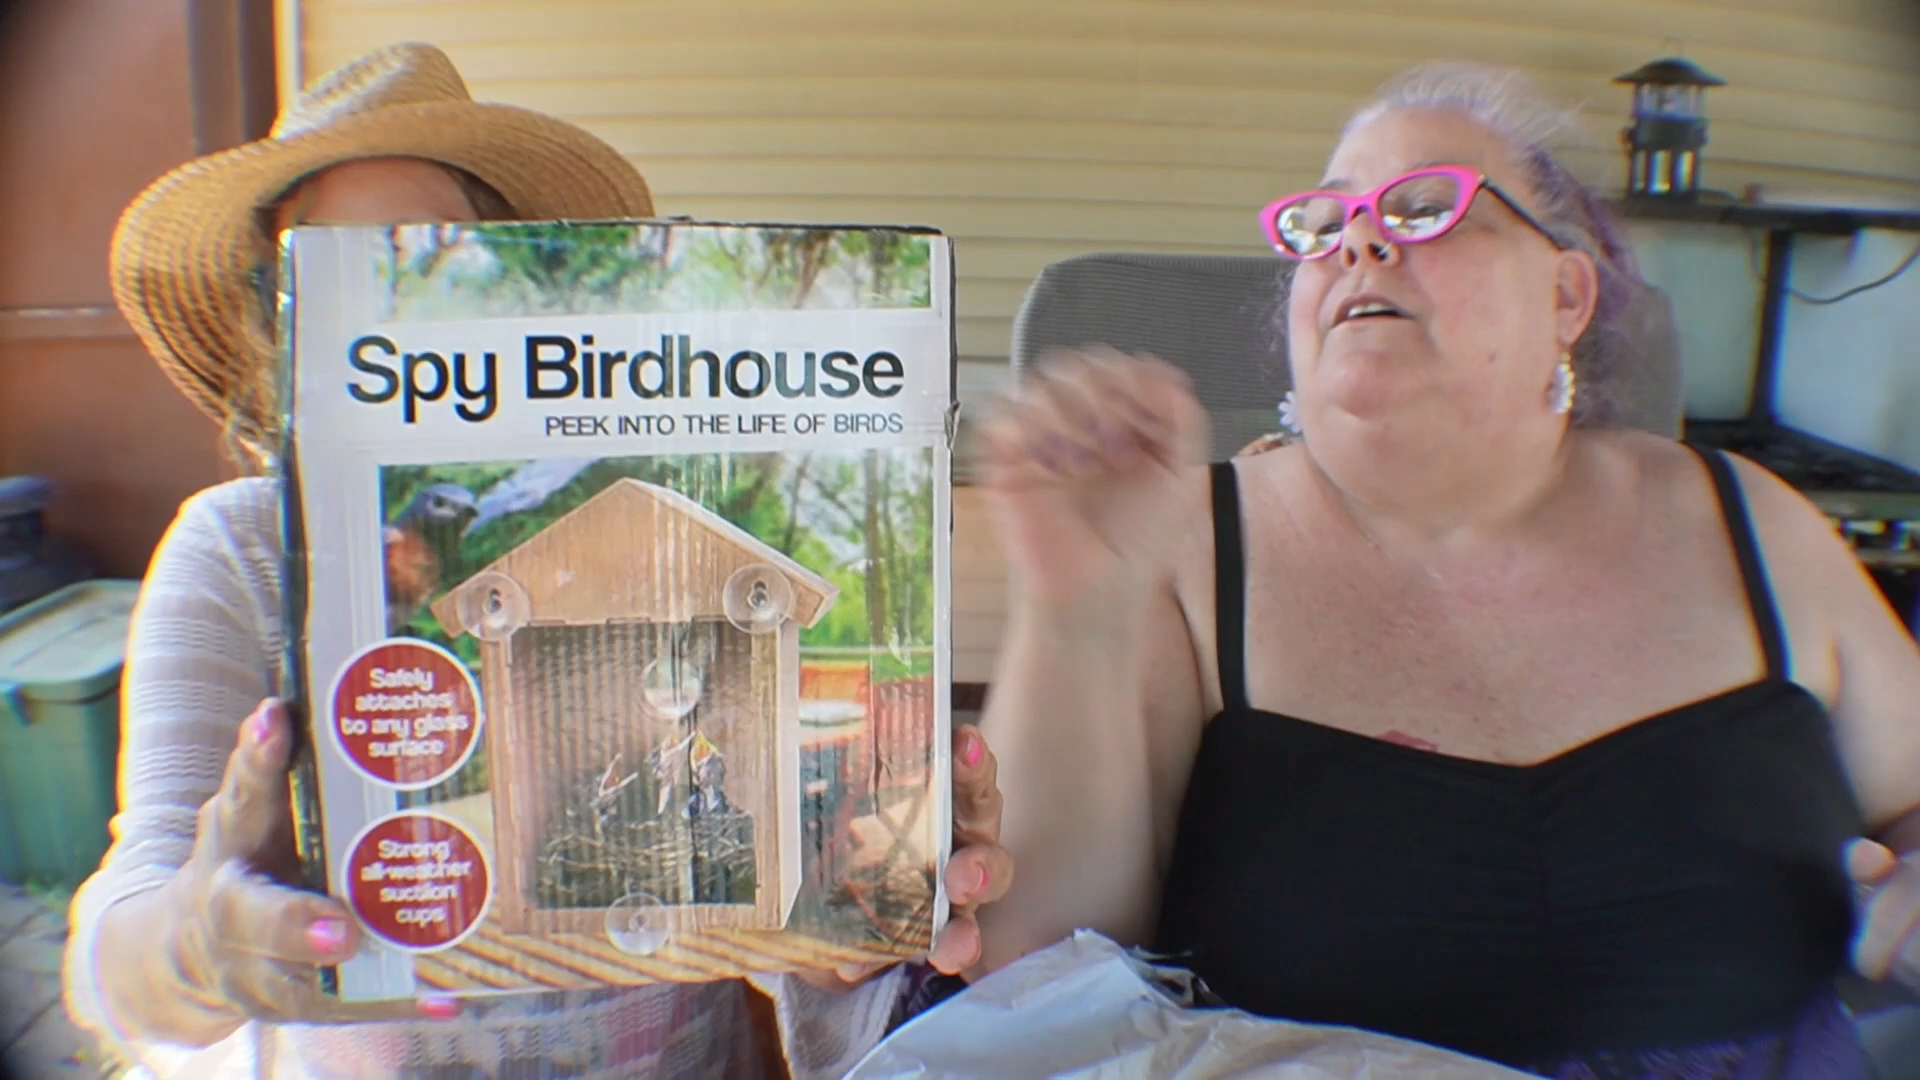 Spy Birdhouse
PEEK INTO THE LIFE OF BIRDS
Safely
attaches
to any glass
surface
Strong
all-weather
suction
cups